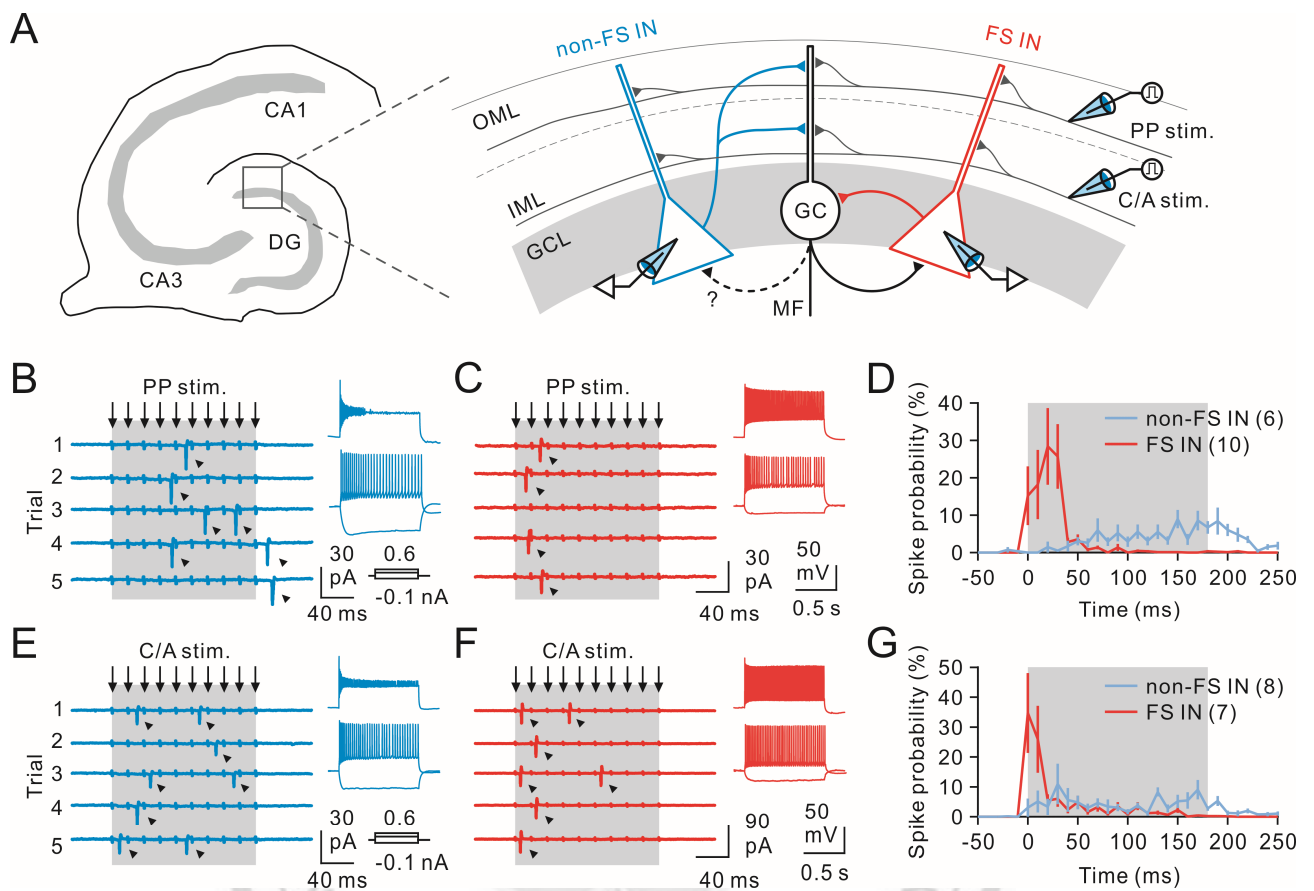 A
non-FS IN
FS IN
CA1
OML
PP stim.
IML
C/A stim.
GC
DG
GCL
CA3
?
MF
B
PP stim.
C
PP stim.
D
Trial
1
2
3
4
5
30
pA
40 ms
0.6
-0.1 nA
30
pA
40 ms
50
mV
0.5 s
Spike probability (%)
40
30
20
10
0
non-FS IN (6)
FS IN (10)
-50 0 50 100 150 200 250
Time (ms)
E
C/A stim.
F
C/A stim.
G
Trial
1
2
3
4
5
30
pA
40 ms
0.6
-0.1 nA
90
pA
40 ms
50
mV
0.5 s
Spike probability (%)
50
40
30
20
10
0
non-FS IN (8)
FS IN (7)
-50 0 50 100 150 200 250
Time (ms)